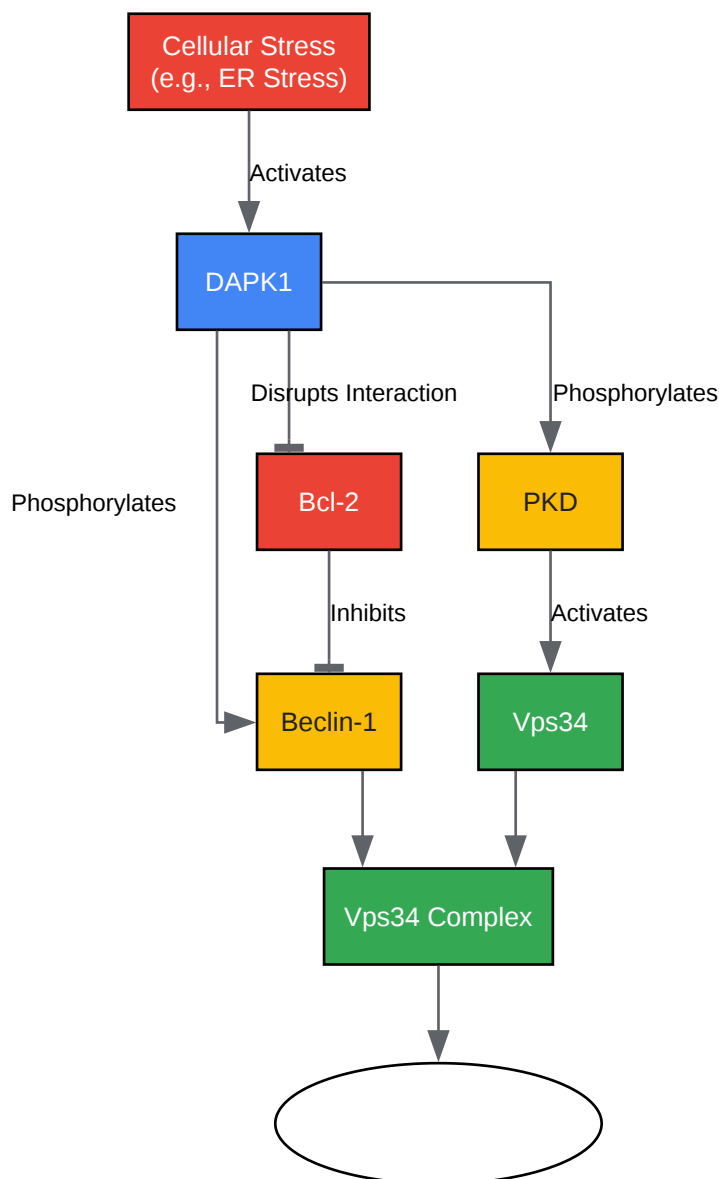 Cellular Stress
(e.g., ER Stress)
Activates
DAPK1
Disrupts Interaction
Phosphorylates
Phosphorylates
Bcl-2
PKD
Inhibits
Activates
Beclin-1
Vps34
Vps34 Complex